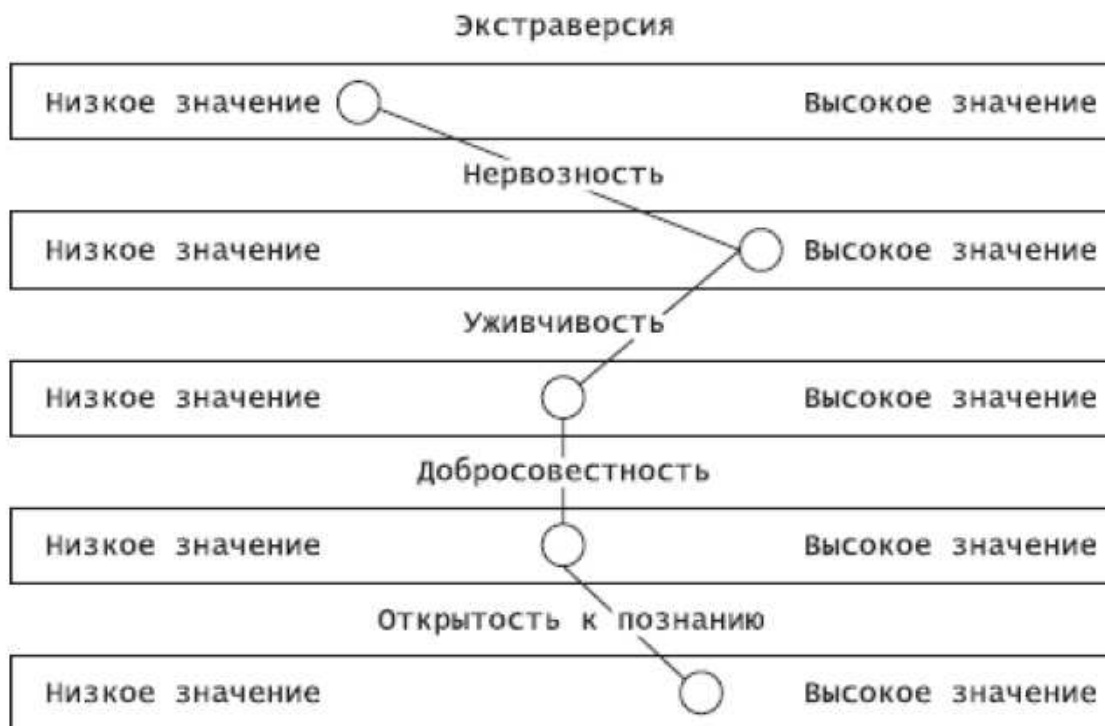 Экстраверсия
Низкое значение Высокое значение
Нервозность
Низкое значение Высокое значение
Уживчивость
Низкое значение Высокое значение
Добросовестность
Низкое значение Высокое значение
Открытость к познанию
Низкое значение Высокое значение